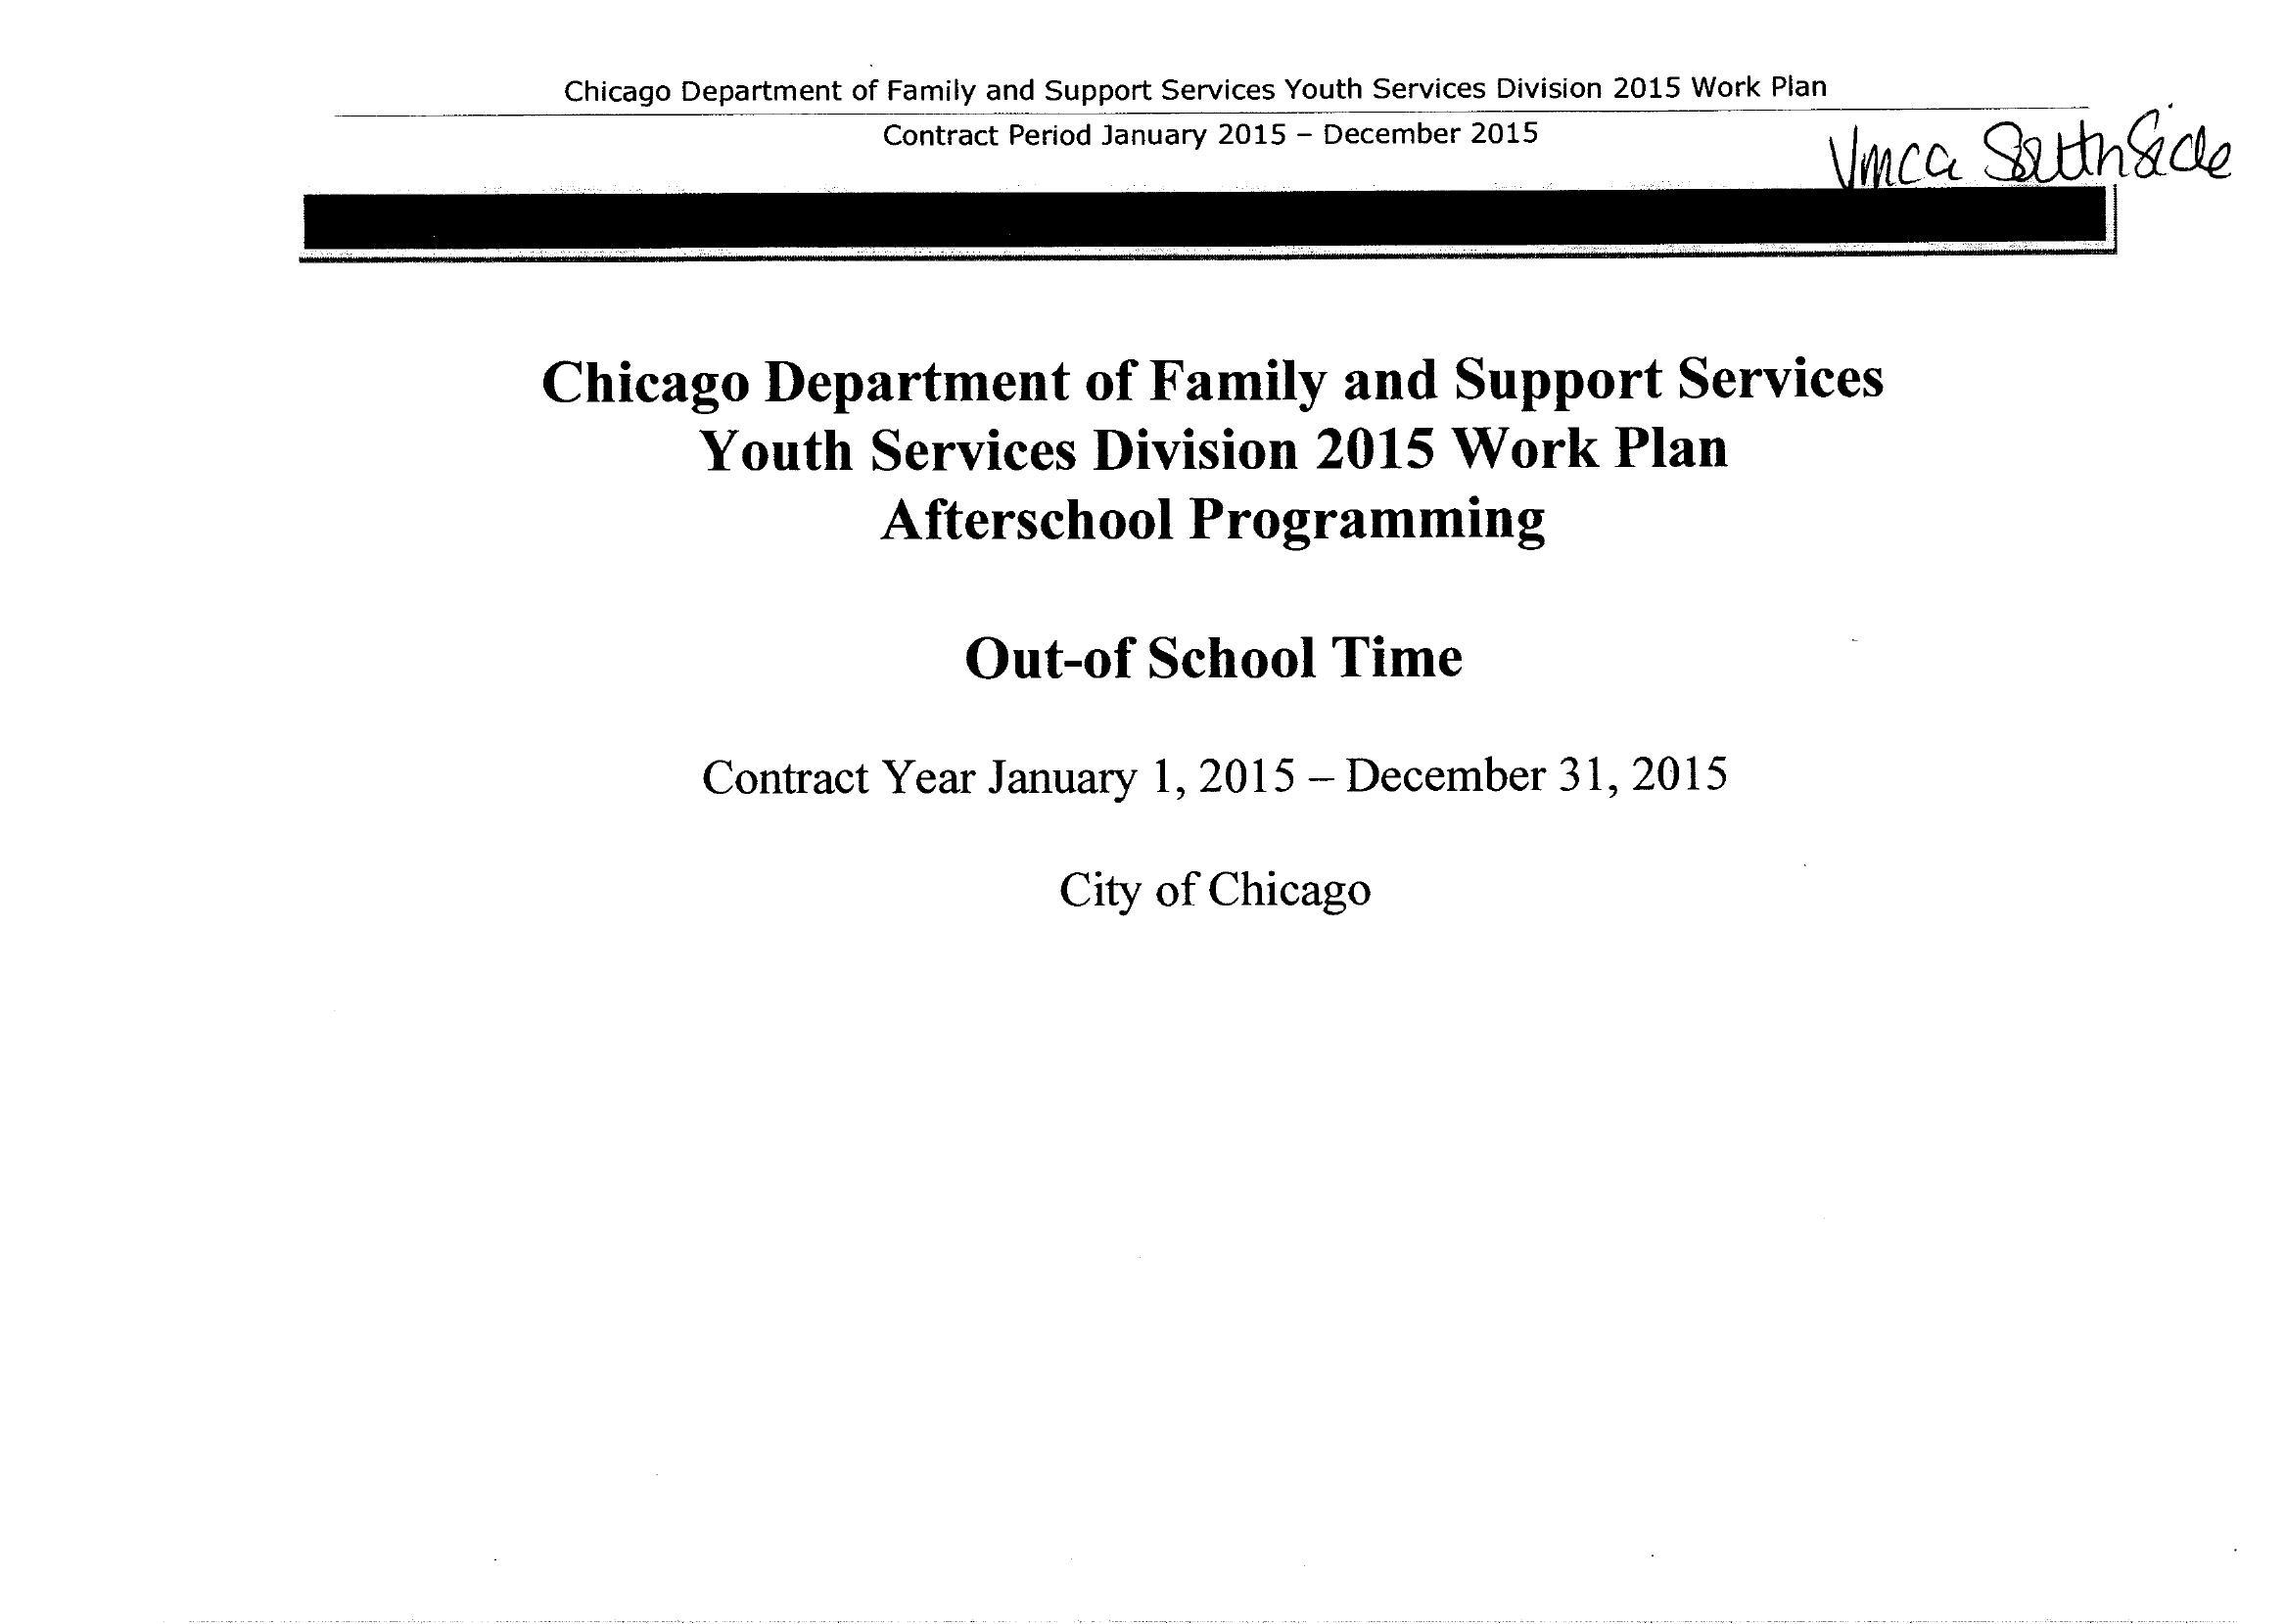 Chicago Department of Family and Support Services Youth Services Division 2015 Work Plan
Contract Period January 2015 – December 2015
Ymca SouthSide
Chicago Department of Family and Support Services
Youth Services Division 2015 Work Plan
Afterschool Programming
Out-of School Time
Contract Year January 1, 2015 – December 31, 2015
City of Chicago